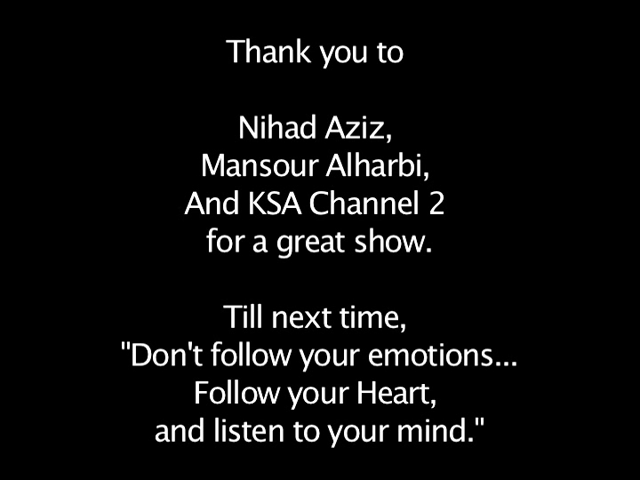 Thank you to
Nihad Aziz,
Mansour Alharbi,
And KSA Channel 2
for a great show.
Till next time,
"Don't follow your emotions...
Follow your Heart,
and listen to your mind."